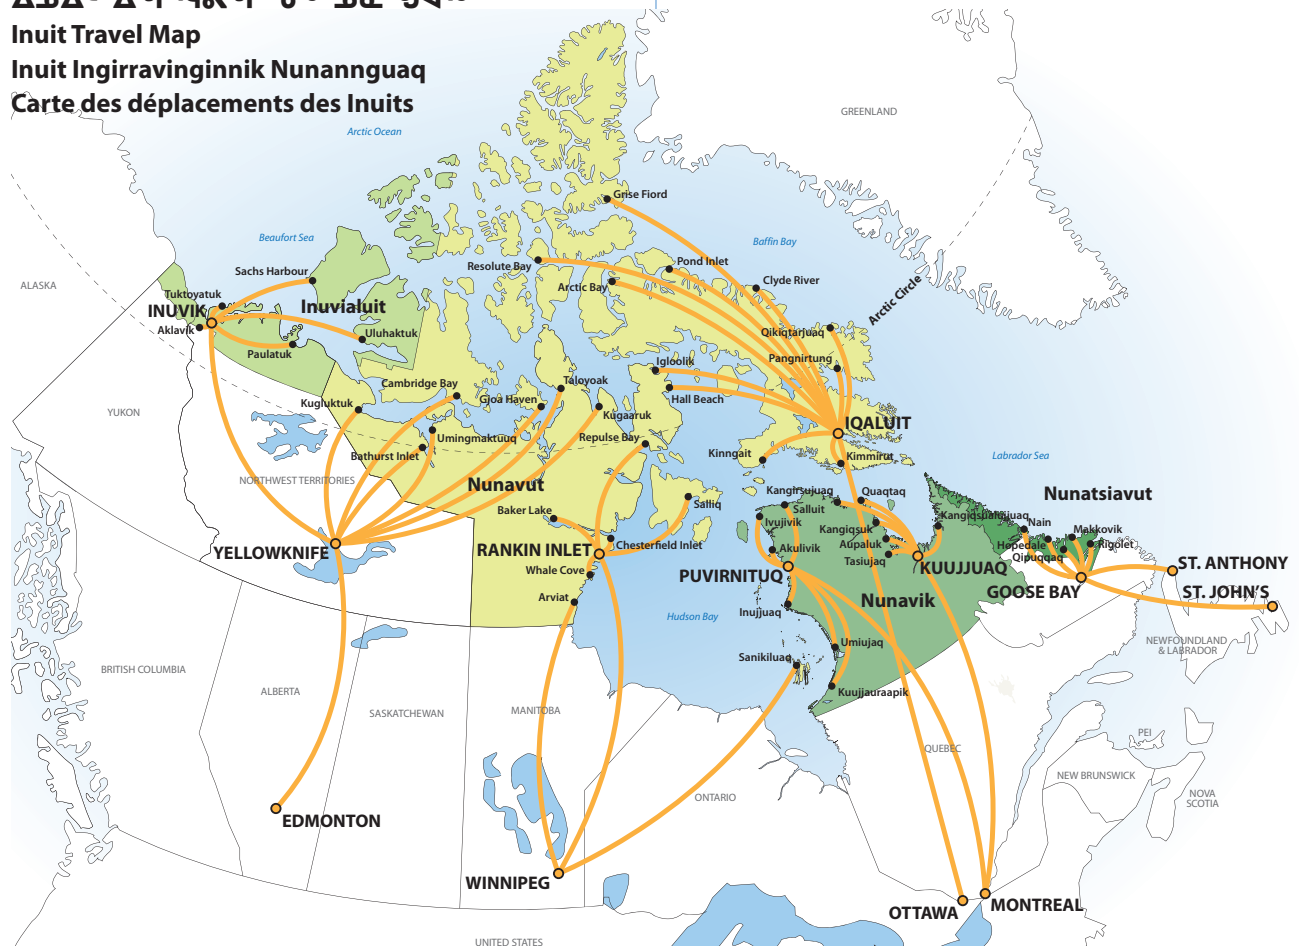 Inuit Travel Map
Inuit Ingirravinginnik Nunannguaq
Carte des déplacements des Inuits
GREENLAND
Arctic Ocean
Grise Fiord
Beaufort Sea
Baffin Bay
Resolute Bay
Pond Inlet
Sachs Harbour
Arctic Bay
Clyde River
ALASKA
Tuktoyatuk
Inuvialuit
Arctic Circle
INUVIK
Aklavik
Uluhaktuk
Qikiqtarjuaq
Paulatuk
Pangnirtung
Igloolik
Cambridge Bay
Taloyoak
Kugluktuk
Gjoa Haven
Hall Beach
YUKON
Kugaaruk
IQALUIT
Umingmaktuuq
Repulse Bay
Bathurst Inlet
Kinngait
Kimmirut
Labrador Sea
NORTHWEST TERRITORIES
Nunavut
Kangirsujuaq
Quaqtaq
Nunatsiavut
Baker Lake
Salliq
Salluit
Ivujivik
Kangiqsuk
Kangiqsualujjuaq
Nain
Makkovik
YELLOWKNIFE
RANKIN INLET
Chesterfield Inlet
Akulivik
Aupaluk
Hopedale
Rigolet
Tasiujaq
Qipuqqaq
Whale Cove
PUVIRNITUQ
KUUJJUAQ
ST. ANTHONY
Arviat
Nunavik
GOOSE BAY
ST. JOHN'S
Inujjuaq
Hudson Bay
Umiujaq
NEWFOUNDLAND
& LABRADOR
Sanikiluaq
BRITISH COLUMBIA
ALBERTA
Kuujjauraapik
SASKATCHEWAN
MANITOBA
PEI
QUEBEC
NEW BRUNSWICK
NOVA
SCOTIA
ONTARIO
EDMONTON
WINNIPEG
OTTAWA
MONTREAL
UNITED STATES